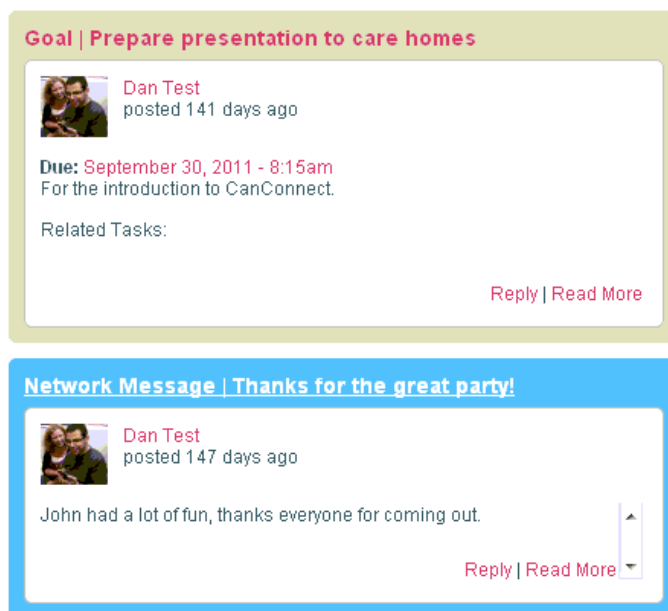 Goal | Prepare presentation to care homes
Dan Test
posted 141 days ago
Due: September 30, 2011 - 8:15am
For the introduction to CanConnect.
Related Tasks:
Reply | Read More
Network Message | Thanks for the great party!
Dan Test
posted 147 days ago
John had a lot of fun, thanks everyone for coming out.
Reply | Read More